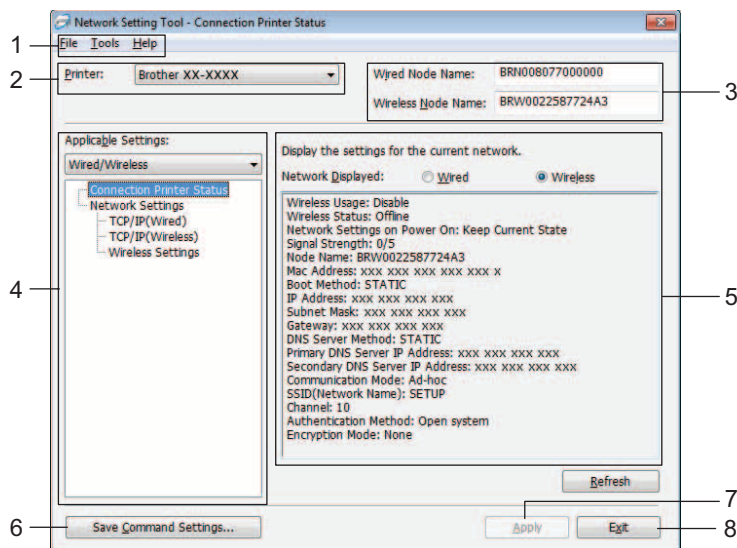 Network Setting Tool - Connection Printer Status
1
File Tools Help
2
Printer: Brother XX-XXXX
Wired Node Name: BRN008077000000
Wireless Node Name: BRW0022587724A3
3
Applicable Settings:
Wired/Wireless
Connection Printer Status
Network Settings
TCP/IP(Wired)
TCP/IP(Wireless)
Wireless Settings
4
Display the settings for the current network.
Network Displayed: Wired Wireless
Wireless Usage: Disable
Wireless Status: Offline
Network Settings on Power On: Keep Current State
Signal Strength: 0/5
Node Name: BRW0022587724A3
Mac Address: xxx xxx xxx xxx xxx x
Boot Method: STATIC
IP Address: xxx xxx xxx xxx
Subnet Mask: xxx xxx xxx xxx
Gateway: xxx xxx xxx xxx
DNS Server Method: STATIC
Primary DNS Server IP Address: xxx xxx xxx xxx
Secondary DNS Server IP Address: xxx xxx xxx xxx
Communication Mode: Ad-hoc
SSID(Network Name): SETUP
Channel: 10
Authentication Method: Open system
Encryption Mode: None
5
Refresh
6
Save Command Settings...
Apply
7
Exit
8